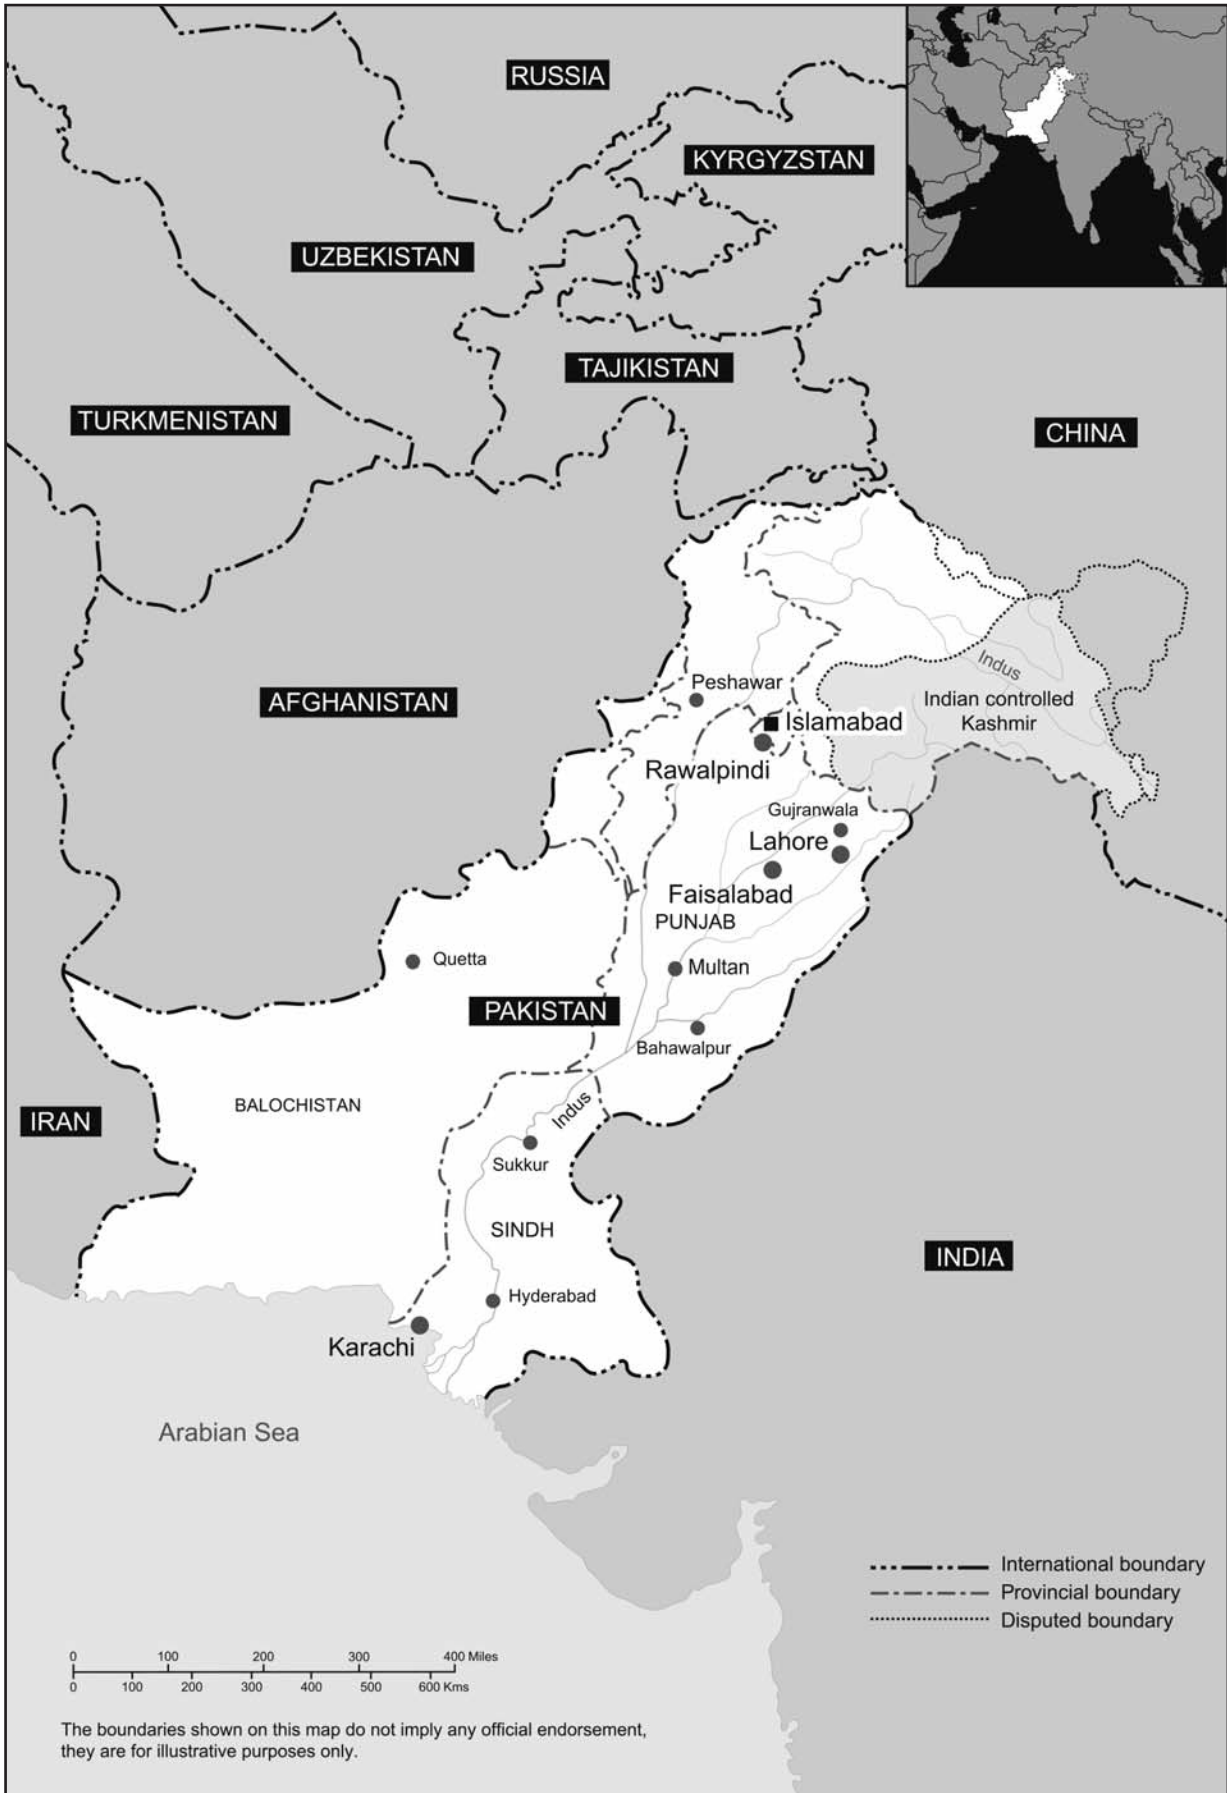 RUSSIA
KYRGYZSTAN
UZBEKISTAN
TAJIKISTAN
TURKMENISTAN
CHINA
Indus
Peshawar
AFGHANISTAN
Indian controlled
Kashmir
Islamabad
Rawalpindi
Gujranwala
Lahore
Faisalabad
PUNJAB
Quetta
Multan
PAKISTAN
Bahawalpur
BALOCHISTAN
Indus
IRAN
Sukkur
SINDH
INDIA
Hyderabad
Karachi
Arabian Sea
International boundary
Provincial boundary
Disputed boundary
0 100 200 300 400 Miles
0 100 200 300 400 500 600 Kms
The boundaries shown on this map do not imply any official endorsement,
they are for illustrative purposes only.